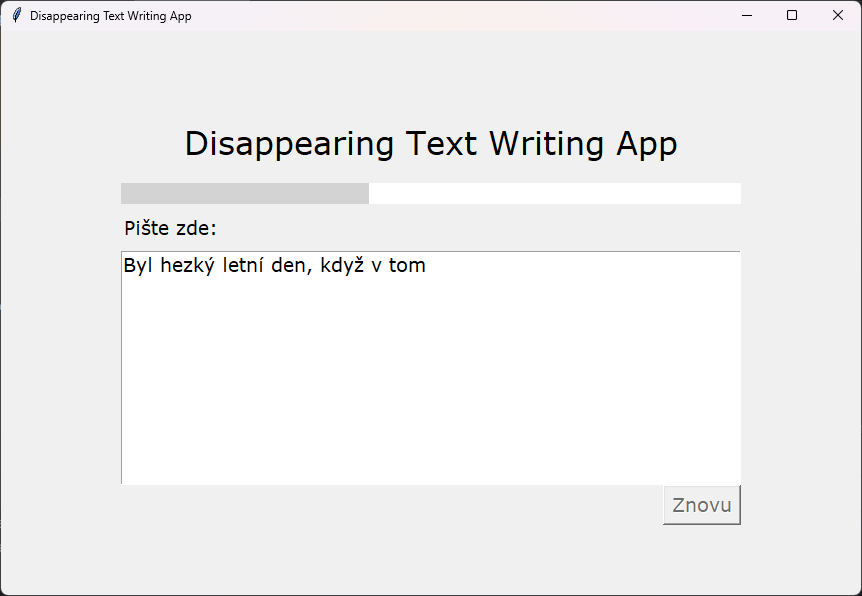 Disappearing Text Writing App
Disappearing Text Writing App
Pište zde:
Byl hezký letní den, když v tom
Znovu